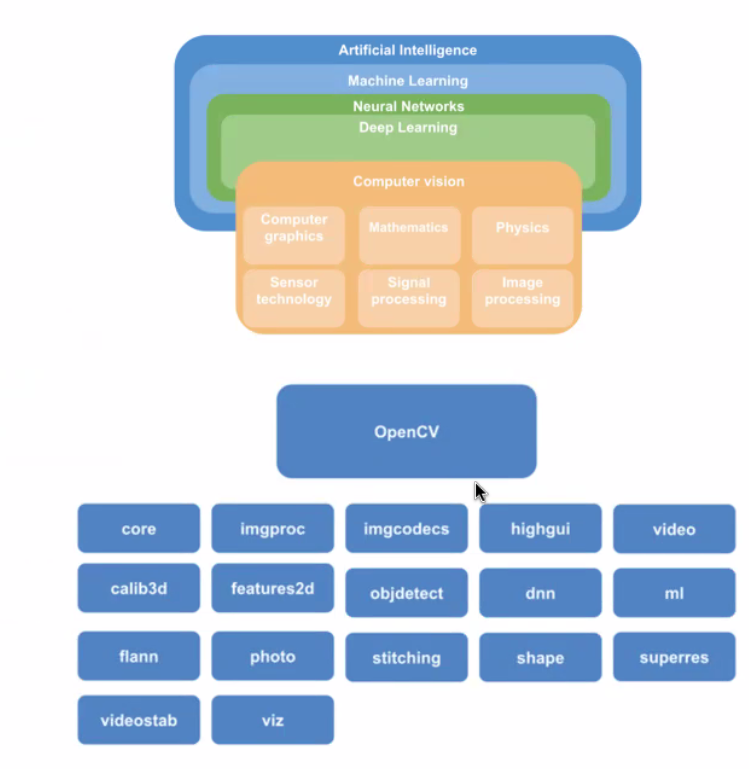 Artificial Intelligence
Machine Learning
Neural Networks
Deep Learning
Computer vision
Computer graphics
Mathematics
Physics
Sensor technology
Signal processing
Image processing
OpenCV
core
imgproc
imgcodecs
highgui
video
calib3d
features2d
objdetect
dnn
ml
flann
photo
stitching
shape
superres
videostab
viz